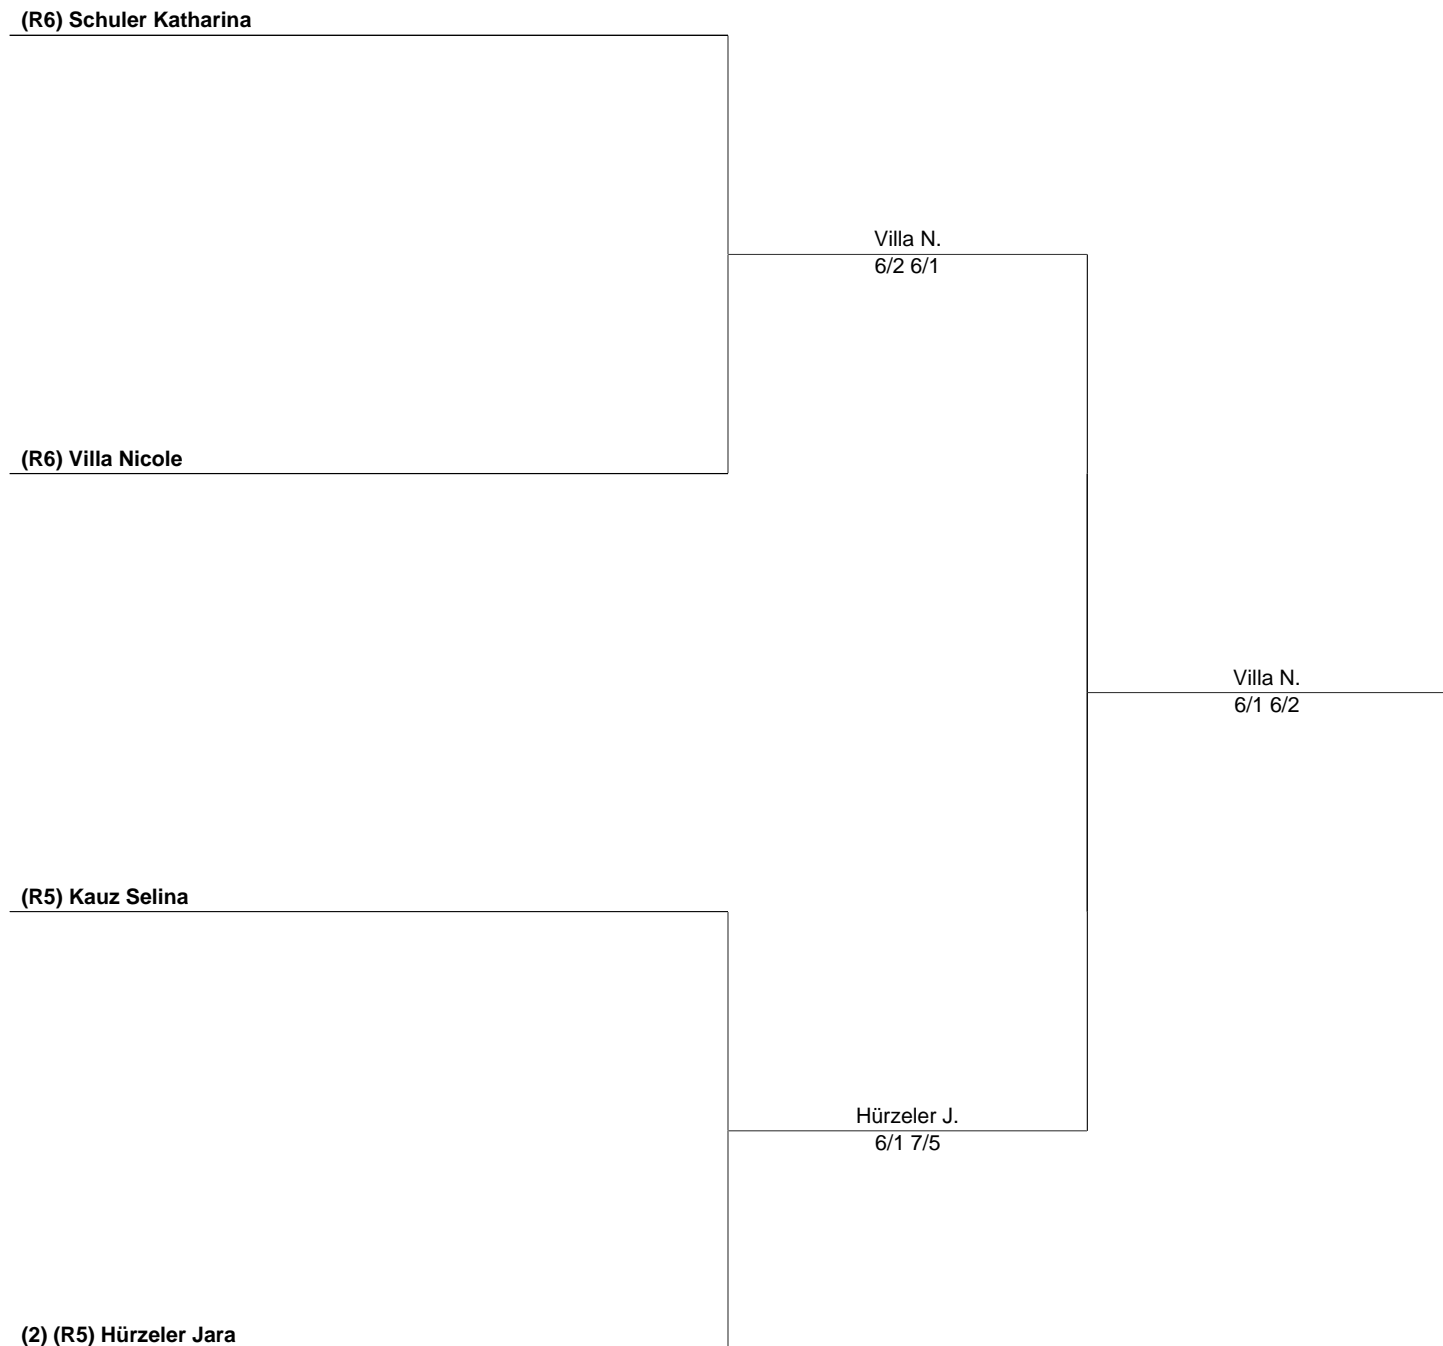 (R6) Schuler Katharina
Villa N.
6/2 6/1
(R6) Villa Nicole
Villa N.
6/1 6/2
(R5) Kauz Selina
Hürzeler J.
6/1 7/5
(2) (R5) Hürzeler Jara